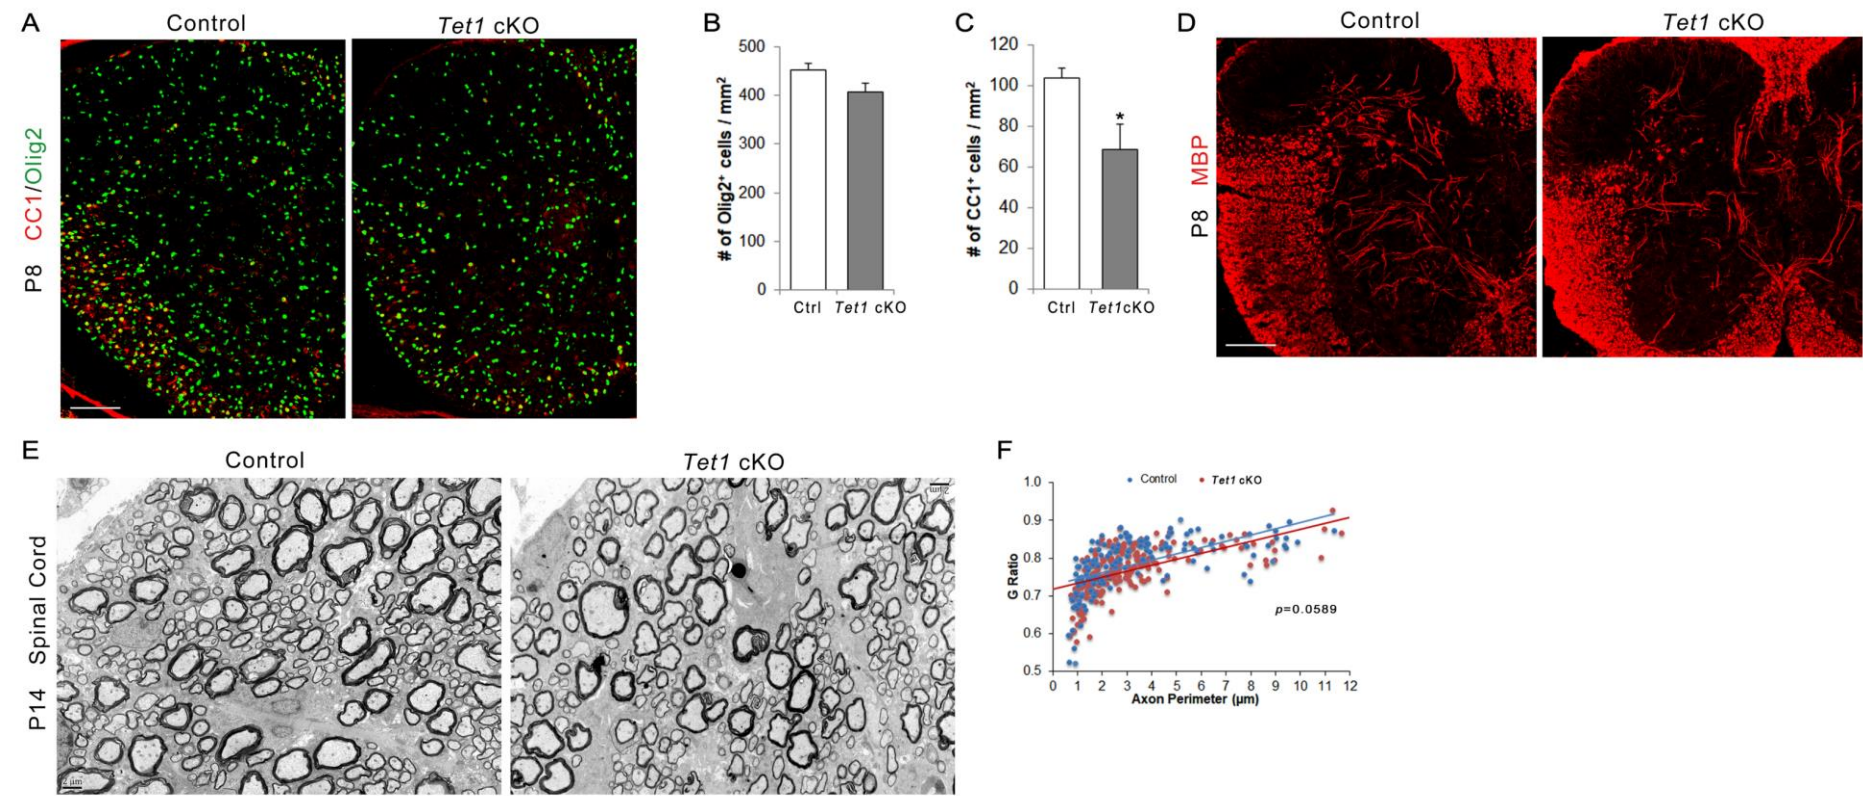 A
Control
Tet1 cKO
P8 CC1/Olig2
B
# of Olig2+ cells / mm2
500
400
300
200
100
0
Ctrl Tet1 cKO
C
# of CC1+ cells / mm2
120
100
80
60
40
20
0
*
Ctrl Tet1cKO
D
Control
Tet1 cKO
P8 MBP
E
Control
Tet1 cKO
P14 Spinal Cord
2 µm
2 µm
F
Control Tet1 cKO
G Ratio
1.0
0.9
0.8
0.7
0.6
0.5
p=0.0589
0 1 2 3 4 5 6 7 8 9 10 11 12
Axon Perimeter (µm)